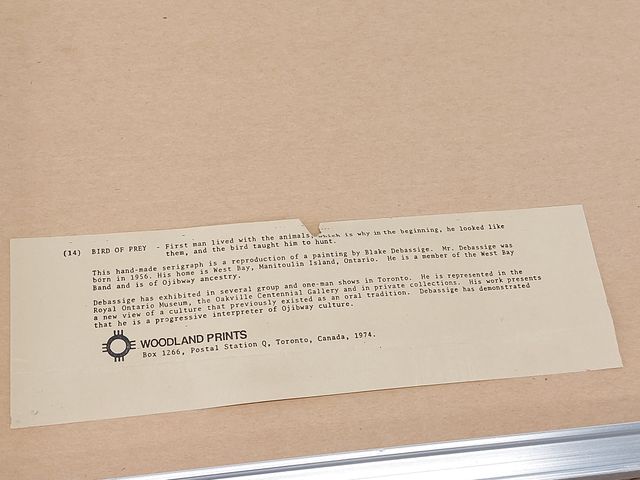 (14) BIRD OF PREY - First man lived with the animals, which is why in the beginning, he looked like
them, and the bird taught him to hunt.
This hand-made serigraph is a reproduction of a painting by Blake Debassige. Mr. Debassige was
born in 1956. His home is West Bay, Manitoulin Island, Ontario. He is a member of the West Bay
Band and is of Ojibway ancestry.
Debassige has exhibited in several group and one-man shows in Toronto. He is represented in the
Royal Ontario Museum, the Oakville Centennial Gallery and in private collections. His work presents
a new view of a culture that previously existed as an oral tradition. Debassige has demonstrated
that he is a progressive interpreter of Ojibway culture.
WOODLAND PRINTS
Box 1266, Postal Station Q, Toronto, Canada, 1974.